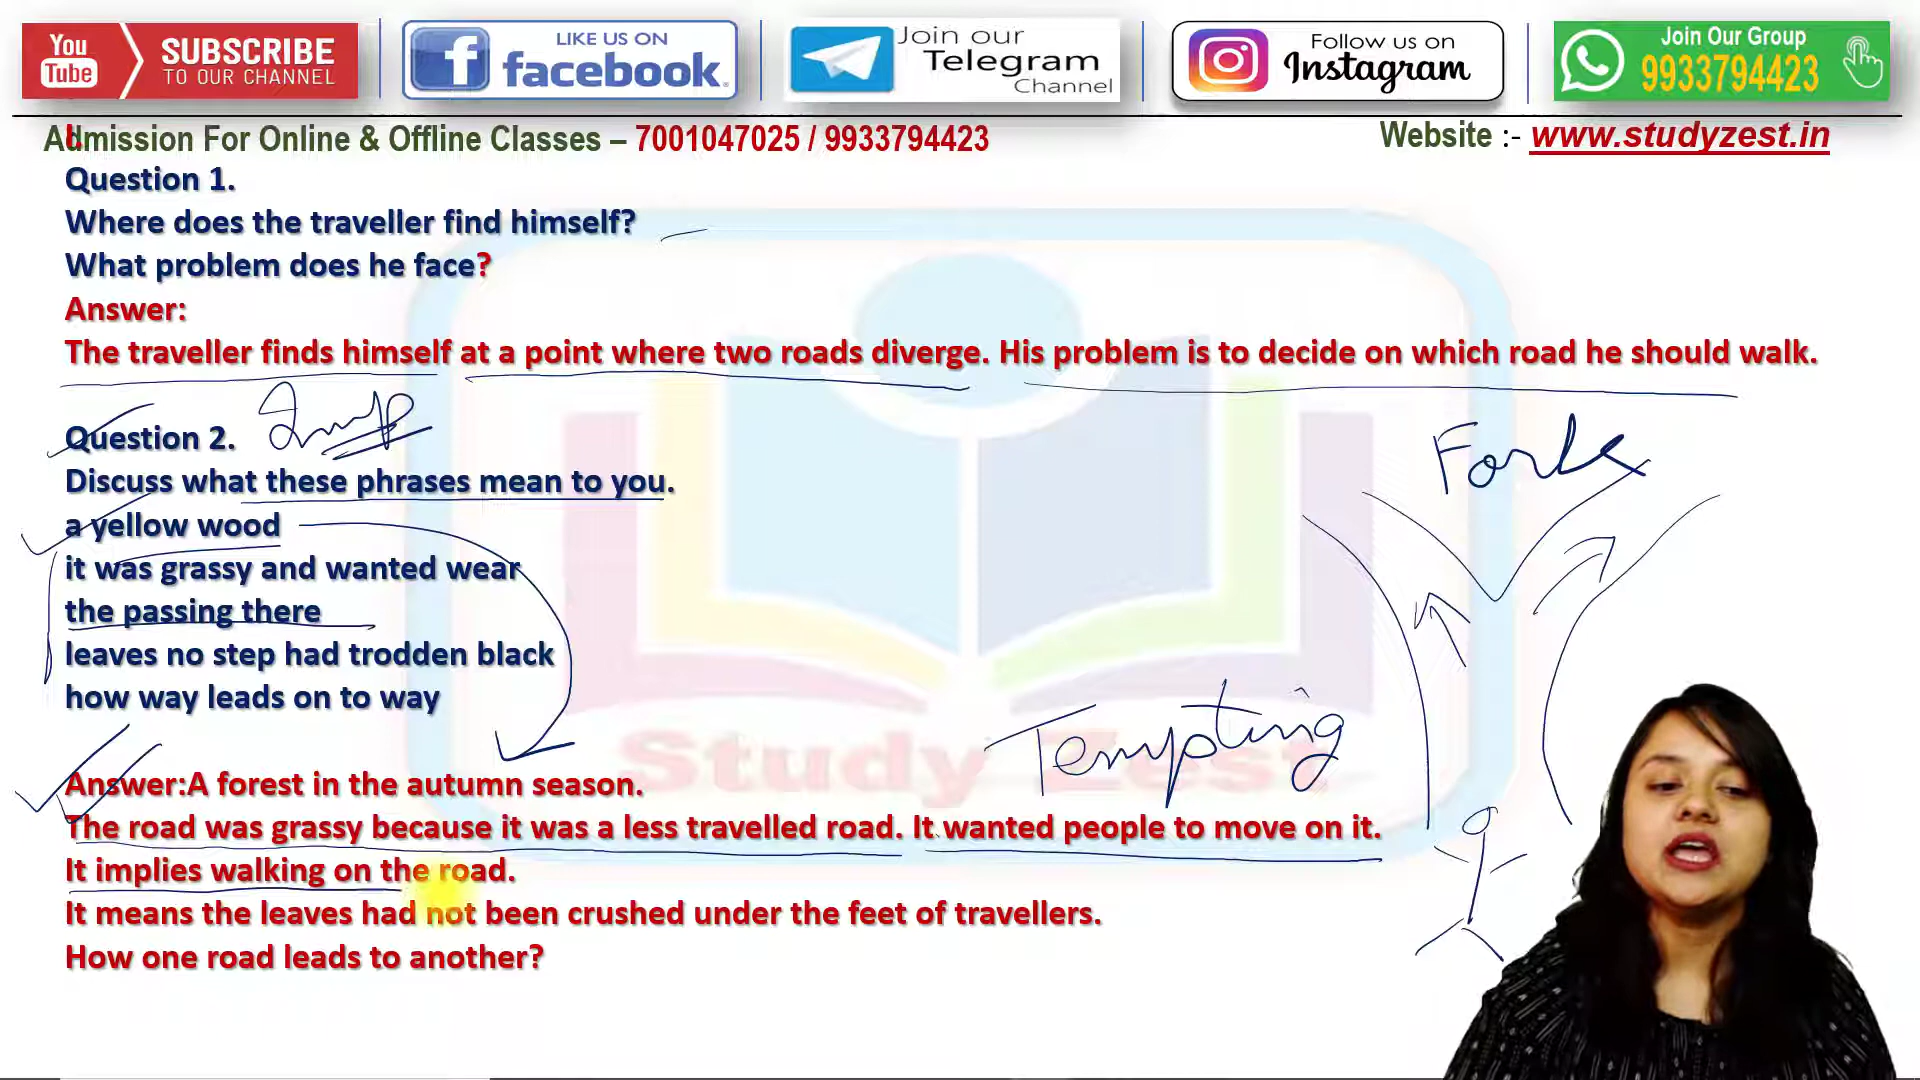 You Tube SUBSCRIBE TO OUR CHANNEL
LIKE US ON facebook
Join our Telegram Channel
Follow us on Instagram
Join Our Group 9933794423
Admission For Online & Offline Classes – 7001047025 / 9933794423
Website :- www.studyzest.in
I.
Question 1.
Where does the traveller find himself?
What problem does he face?
Answer:
The traveller finds himself at a point where two roads diverge. His problem is to decide on which road he should walk.
Question 2. Imp
Fork
Discuss what these phrases mean to you.
a yellow wood
it was grassy and wanted wear
the passing there
leaves no step had trodden black
how way leads on to way
Tempting
Study Zest
Answer:A forest in the autumn season.
The road was grassy because it was a less travelled road. It wanted people to move on it.
It implies walking on the road.
It means the leaves had not been crushed under the feet of travellers.
How one road leads to another?